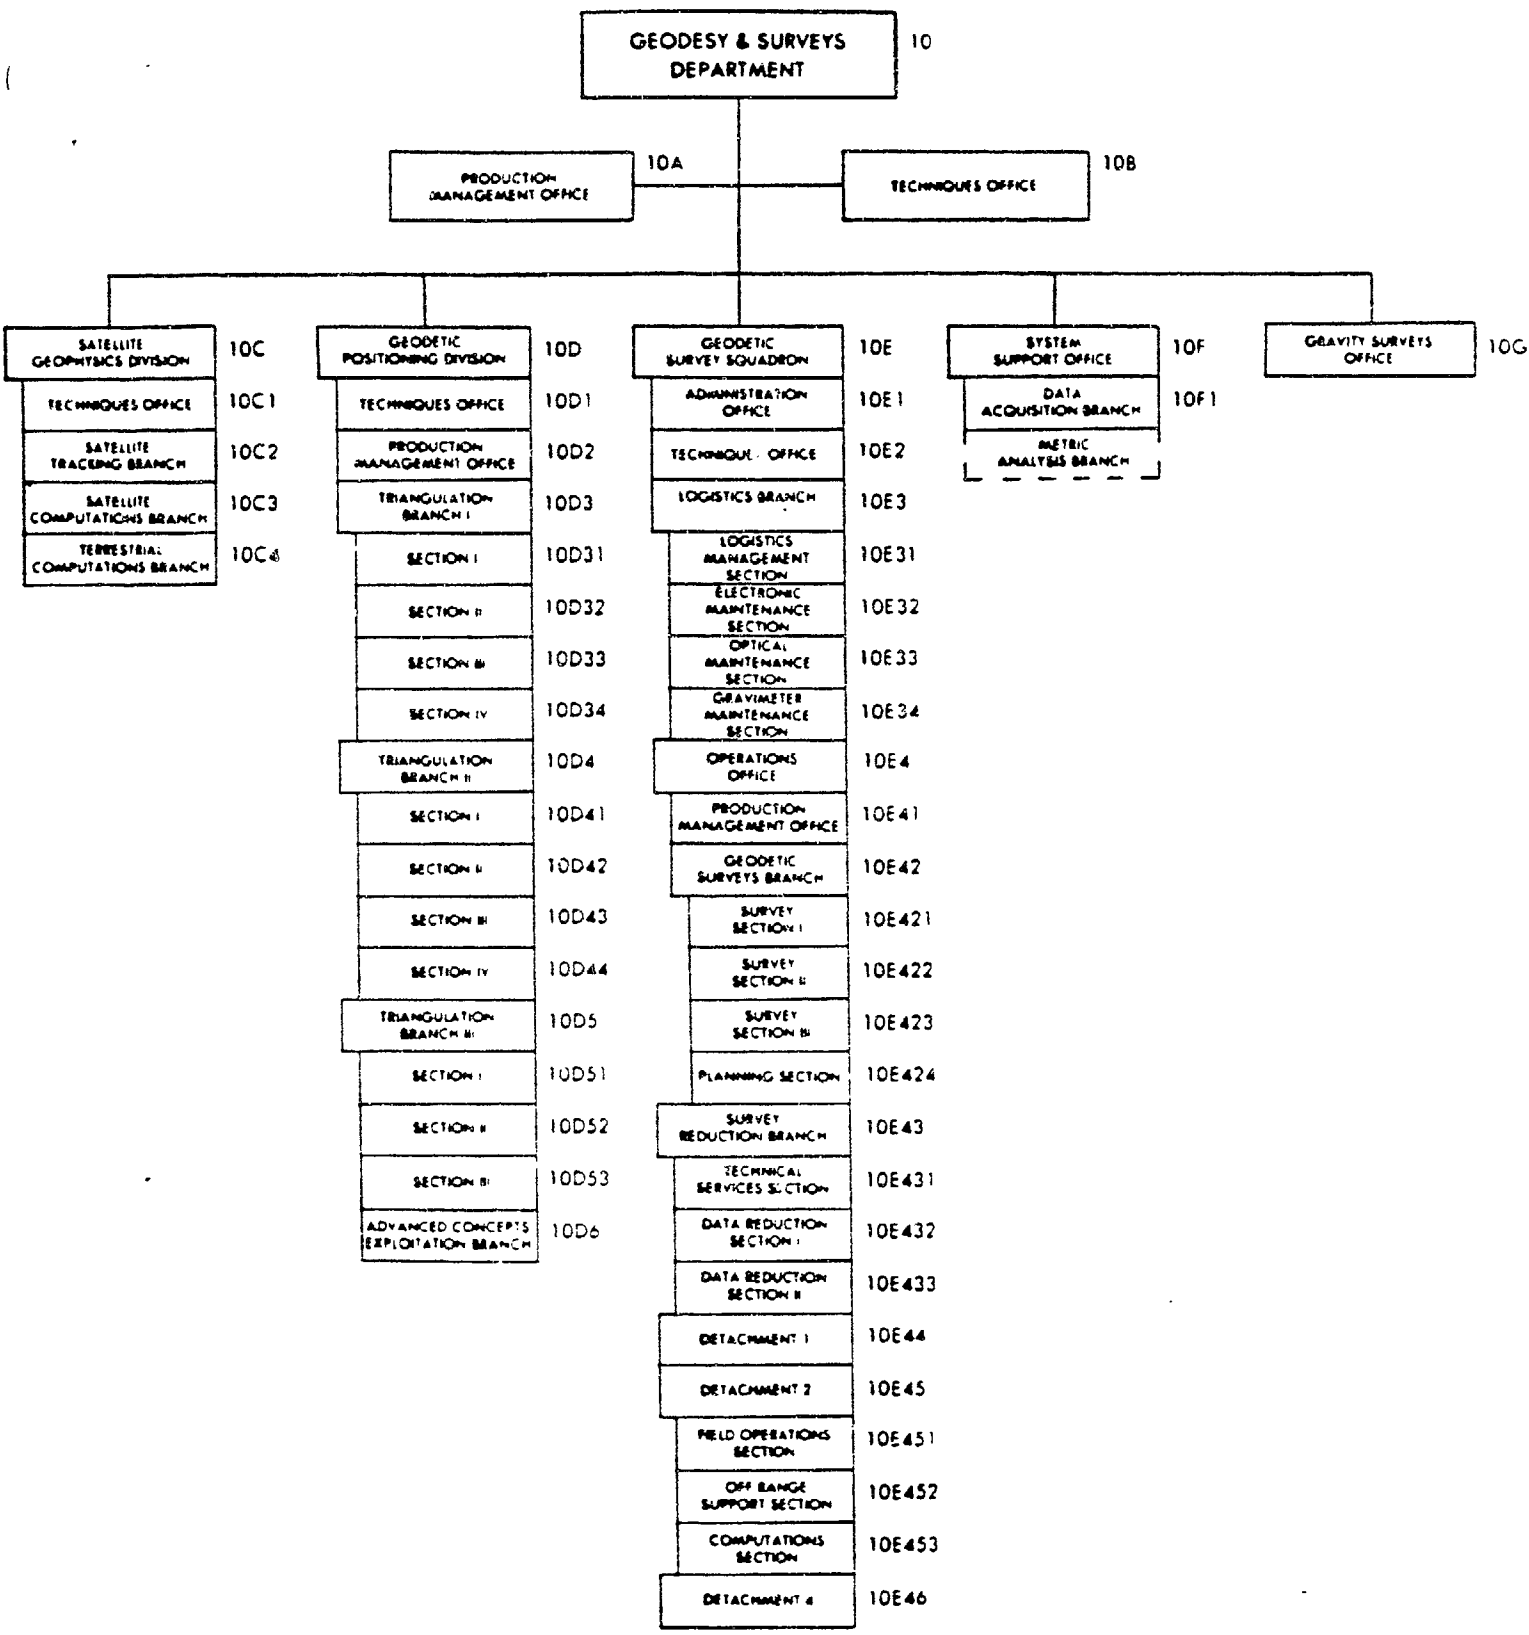 GEODESY & SURVEYS
DEPARTMENT
10
PRODUCTION
MANAGEMENT OFFICE
10A
TECHNIQUES OFFICE
10B
SATELLITE
GEOPHYSICS DIVISION
10C
TECHNIQUES OFFICE
10C1
SATELLITE
TRACKING BRANCH
10C2
SATELLITE
COMPUTATIONS BRANCH
10C3
TERRESTRIAL
COMPUTATIONS BRANCH
10C4
GEODETIC
POSITIONING DIVISION
10D
TECHNIQUES OFFICE
10D1
PRODUCTION
MANAGEMENT OFFICE
10D2
TRIANGULATION
BRANCH I
10D3
SECTION I
10D31
SECTION II
10D32
SECTION III
10D33
SECTION IV
10D34
TRIANGULATION
BRANCH II
10D4
SECTION I
10D41
SECTION II
10D42
SECTION III
10D43
SECTION IV
10D44
TRIANGULATION
BRANCH III
10D5
SECTION I
10D51
SECTION II
10D52
SECTION III
10D53
ADVANCED CONCEPTS
EXPLOITATION BRANCH
10D6
GEODETIC
SURVEY SQUADRON
10E
ADMINISTRATION
OFFICE
10E1
TECHNIQUE OFFICE
10E2
LOGISTICS BRANCH
10E3
LOGISTICS
MANAGEMENT
SECTION
10E31
ELECTRONIC
MAINTENANCE
SECTION
10E32
OPTICAL
MAINTENANCE
SECTION
10E33
GRAVIMETER
MAINTENANCE
SECTION
10E34
OPERATIONS
OFFICE
10E4
PRODUCTION
MANAGEMENT OFFICE
10E41
GEODETIC
SURVEYS BRANCH
10E42
SURVEY
SECTION I
10E421
SURVEY
SECTION II
10E422
SURVEY
SECTION III
10E423
PLANNING SECTION
10E424
SURVEY
REDUCTION BRANCH
10E43
TECHNICAL
SERVICES SECTION
10E431
DATA REDUCTION
SECTION I
10E432
DATA REDUCTION
SECTION II
10E433
DETACHMENT 1
10E44
DETACHMENT 2
10E45
FIELD OPERATIONS
SECTION
10E451
OFF RANGE
SUPPORT SECTION
10E452
COMPUTATIONS
SECTION
10E453
DETACHMENT 4
10E46
SYSTEM
SUPPORT OFFICE
10F
DATA
ACQUISITION BRANCH
10F1
METRIC
ANALYSIS BRANCH
GRAVITY SURVEYS
OFFICE
10G